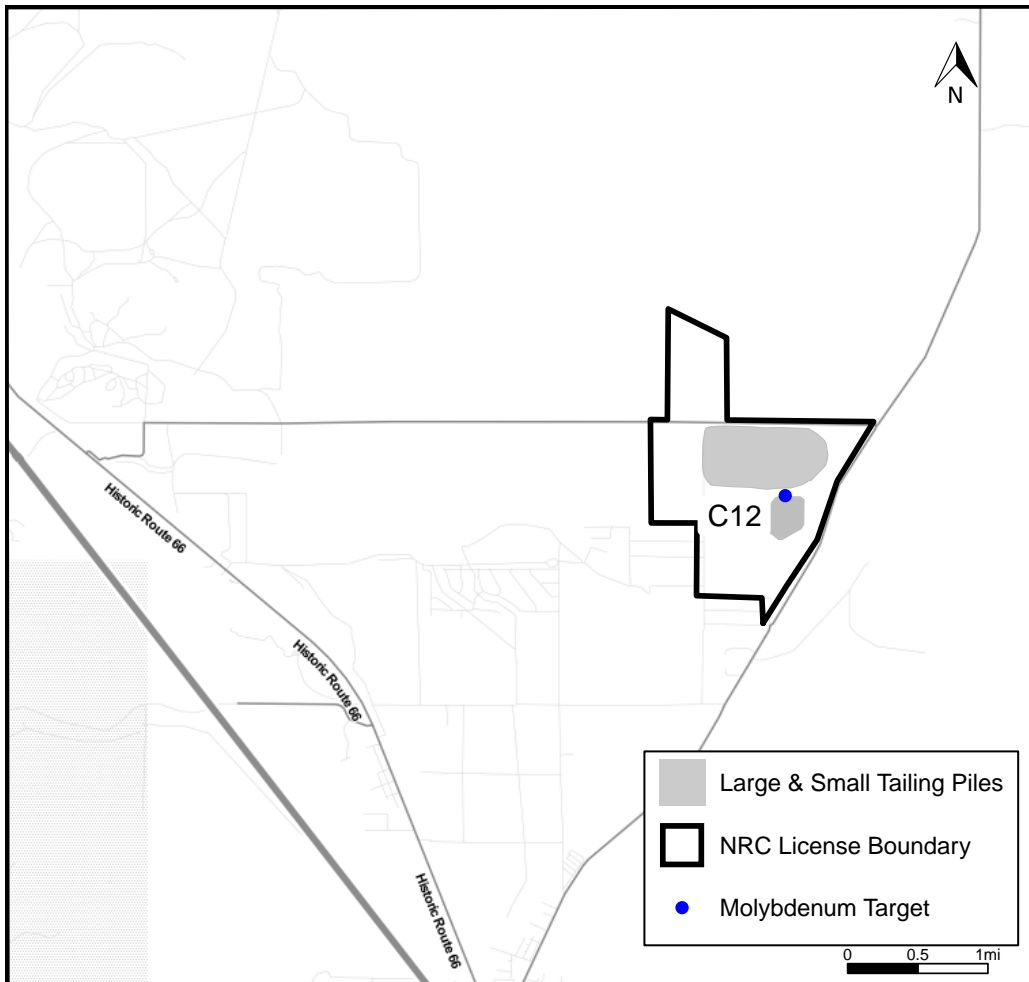 N
Historic Route 66
C12
Historic Route 66
Large & Small Tailing Piles
NRC License Boundary
Historic Route 66
Molybdenum Target
0 0.5 1mi